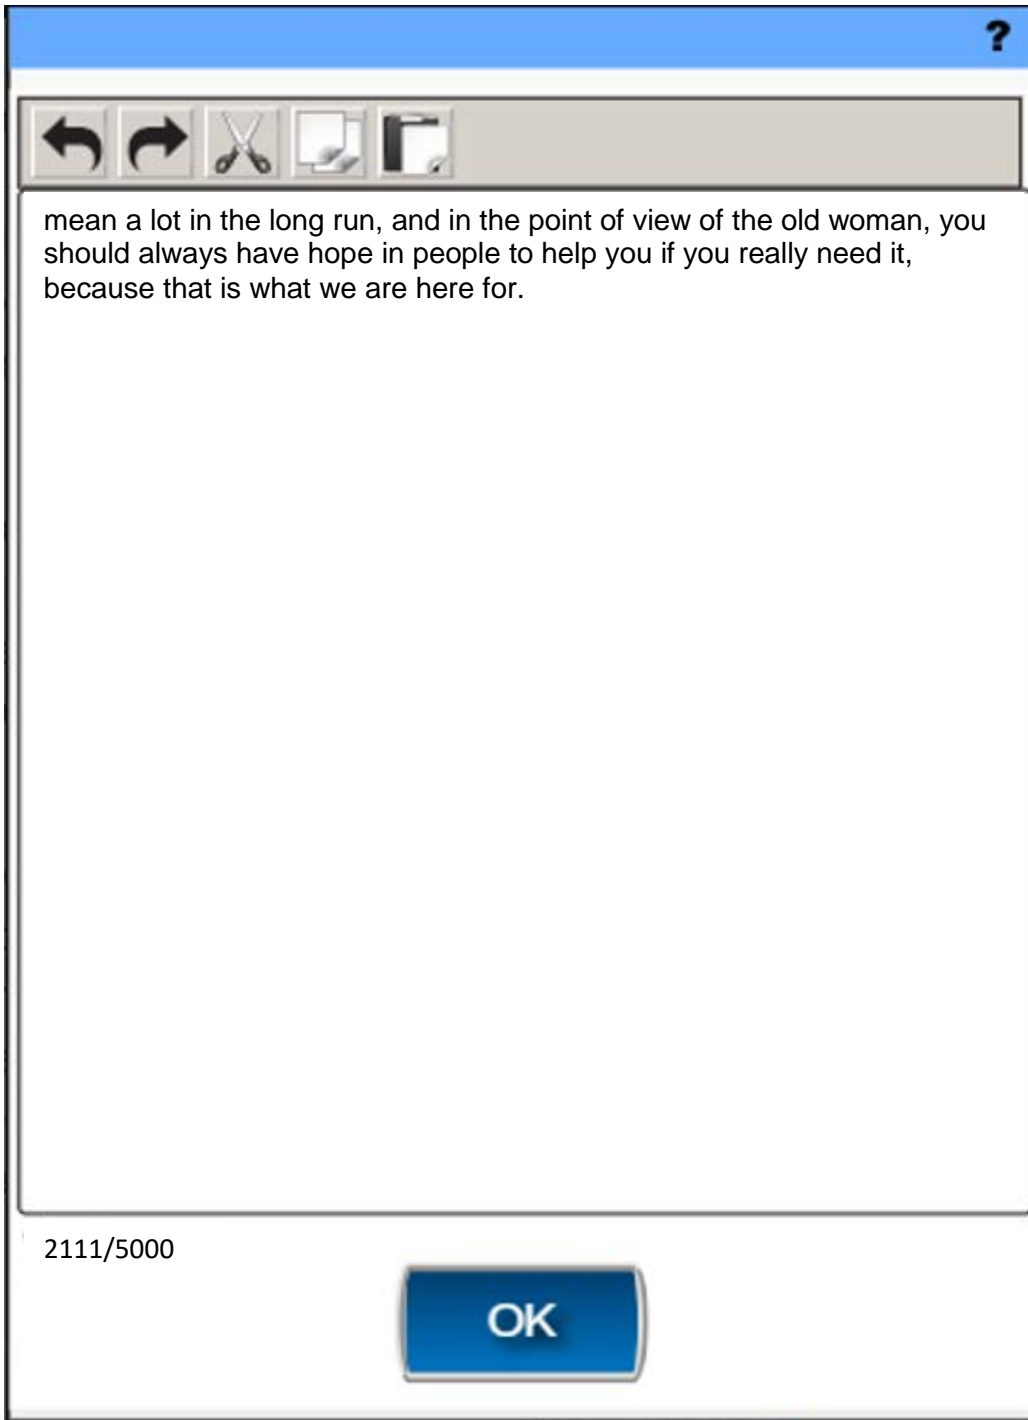 ?
mean a lot in the long run, and in the point of view of the old woman, you
should always have hope in people to help you if you really need it,
because that is what we are here for.
2111/5000
OK